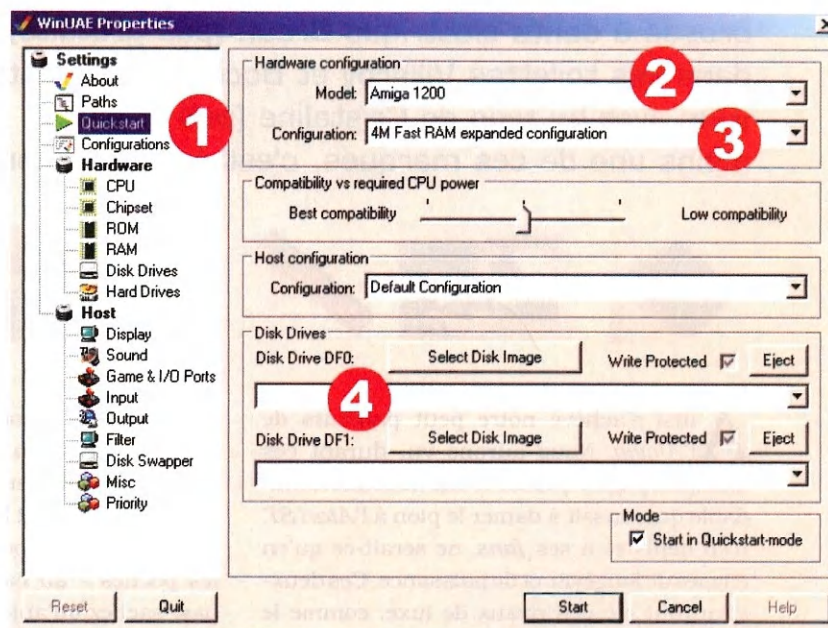 WinUAE Properties
Settings
About
Paths
Quickstart
Configurations
Hardware
CPU
Chipset
ROM
RAM
Disk Drives
Hard Drives
Host
Display
Sound
Game & I/O Ports
Input
Output
Filter
Disk Swapper
Misc
Priority
1
Hardware configuration
2
Model: Amiga 1200
Configuration: 4M Fast RAM expanded configuration
3
Compatibility vs required CPU power
Best compatibility Low compatibility
Host configuration
Configuration: Default Configuration
Disk Drives
Disk Drive DF0: Select Disk Image Write Protected Eject
4
Disk Drive DF1: Select Disk Image Write Protected Eject
Mode
Start in Quickstart-mode
Reset Quit Start Cancel Help